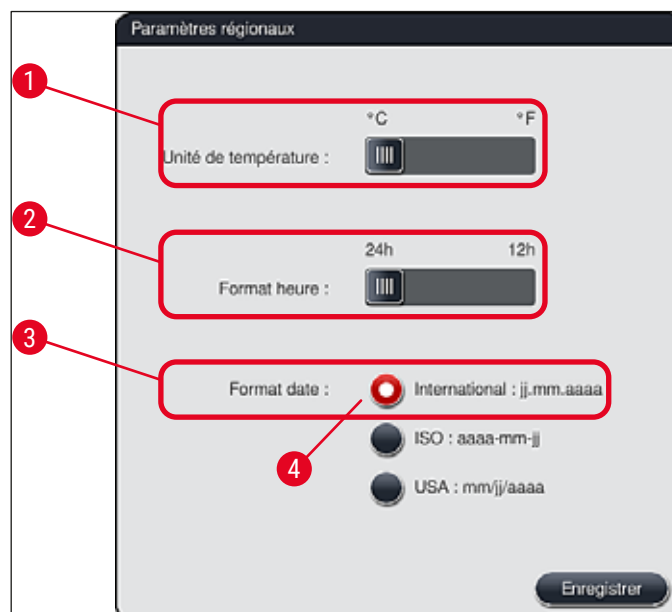 Paramètres régionaux
1
°C °F
Unité de température :
2
24h 12h
Format heure :
3
Format date : International : jj.mm.aaaa
4
ISO : aaaa-mm-jj
USA : mm/jj/aaaa
Enregistrer